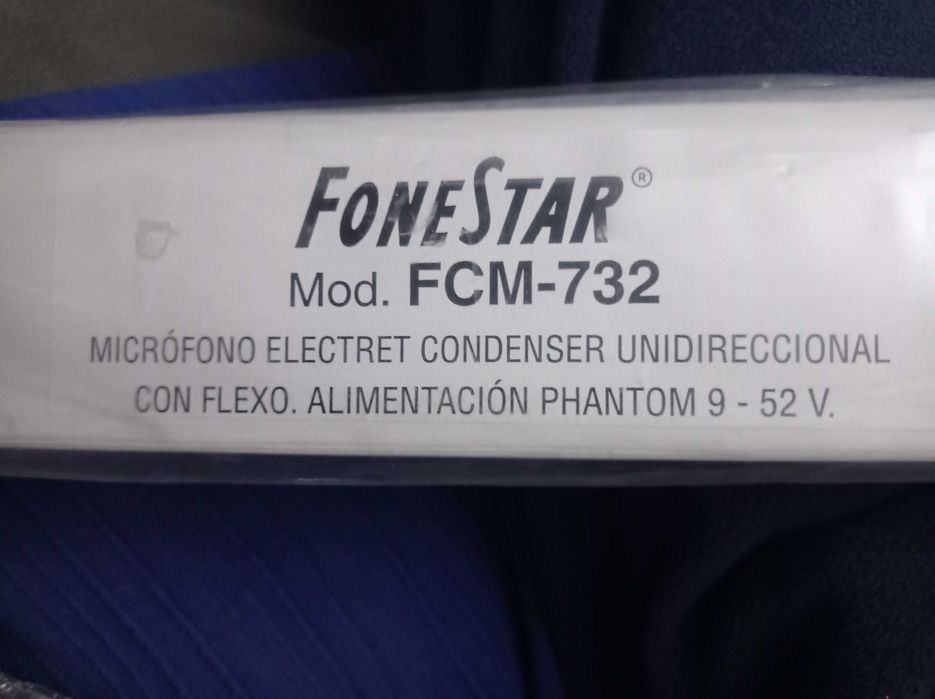 FONESTAR®
Mod. FCM-732
MICRÓFONO ELECTRET CONDENSER UNIDIRECCIONAL
CON FLEXO. ALIMENTACIÓN PHANTOM 9 - 52 V.